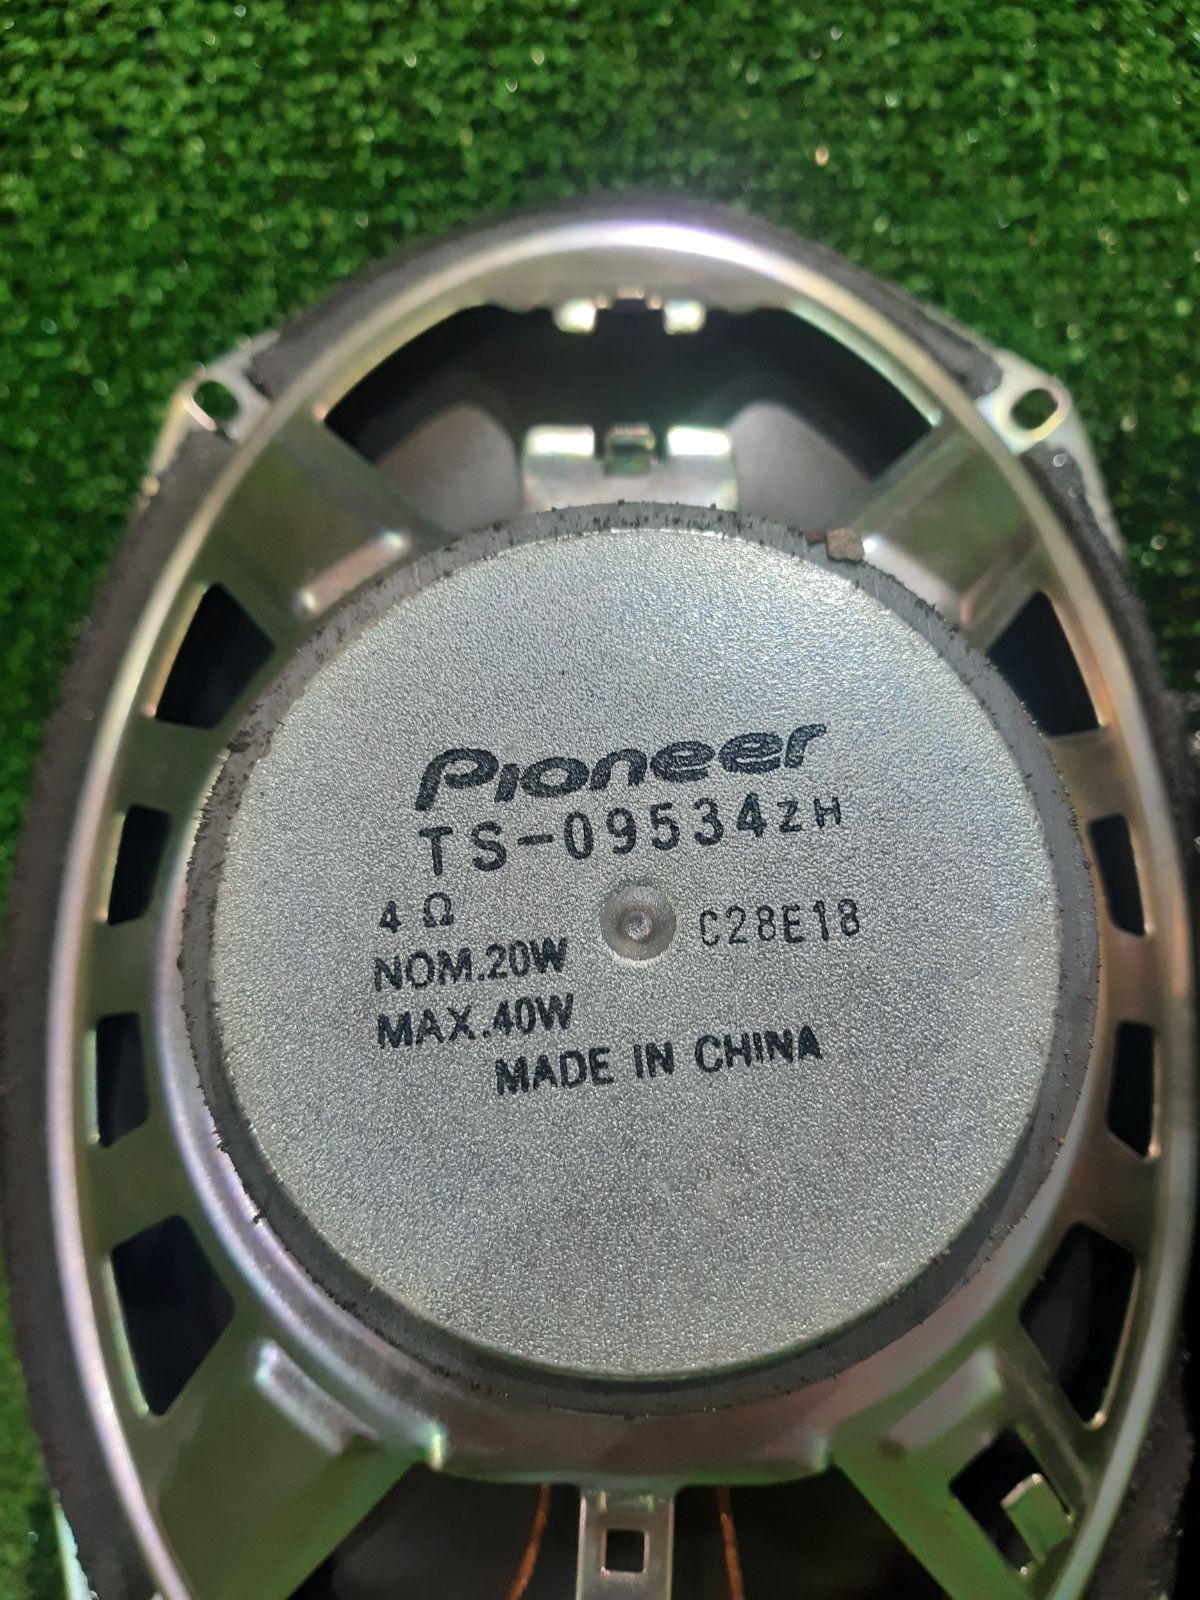 Pioneer
TS-09534ZH
4 Ω
C28E18
NOM.20W
MAX.40W
MADE IN CHINA